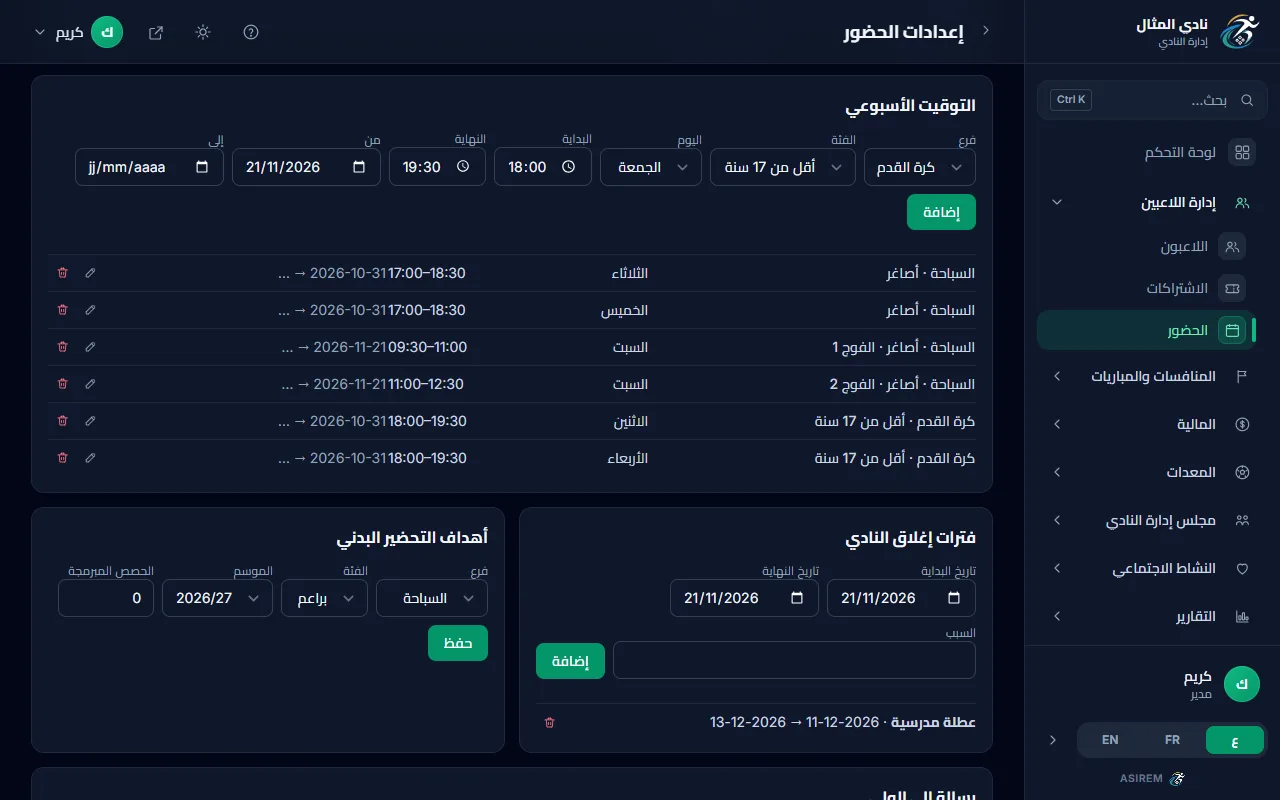 نادي المثال
إدارة النادي
بحث...
Ctrl K
لوحة التحكم
إدارة اللاعبين
اللاعبون
الاشتراكات
الحضور
المنافسات والمباريات
المالية
المعدات
مجلس إدارة النادي
النشاط الاجتماعي
التقارير
ك
كريم
مدير
ع
FR
EN
ASIREM
إعدادات الحضور
ك
كريم
التوقيت الأسبوعي
فرع
الفئة
اليوم
البداية
النهاية
من
إلى
كرة القدم
أقل من 17 سنة
الجمعة
18:00
19:30
21/11/2026
jj/mm/aaaa
إضافة
السباحة · أصاغر الثلاثاء 17:00–18:30 2026-10-31 → ...
السباحة · أصاغر الخميس 17:00–18:30 2026-10-31 → ...
السباحة · أصاغر · الفوج 1 السبت 09:30–11:00 2026-11-21 → ...
السباحة · أصاغر · الفوج 2 السبت 11:00–12:30 2026-11-21 → ...
كرة القدم · أقل من 17 سنة الاثنين 18:00–19:30 2026-10-31 → ...
كرة القدم · أقل من 17 سنة الأربعاء 18:00–19:30 2026-10-31 → ...
فترات إغلاق النادي
تاريخ البداية
تاريخ النهاية
21/11/2026
21/11/2026
السبب
إضافة
عطلة مدرسية · 11-12-2026 → 13-12-2026
أهداف التحضير البدني
فرع
الفئة
الموسم
الحصص المبرمجة
السباحة
براعم
2026/27
0
حفظ
رسالة إلى الولي